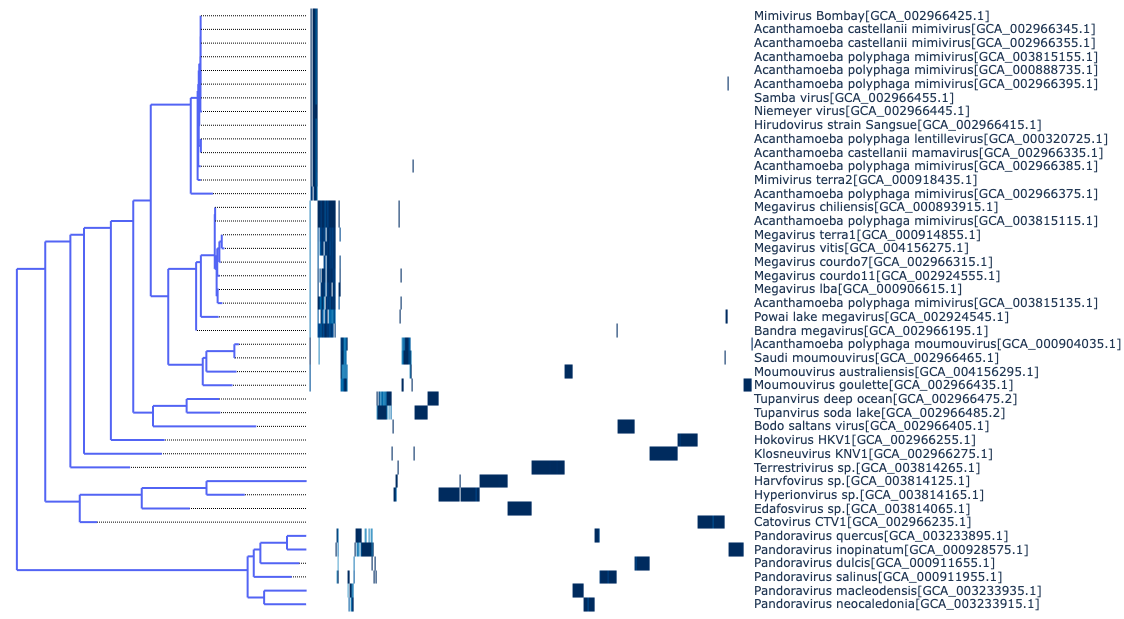 Mimivirus Bombay[GCA_002966425.1]
Acanthamoeba castellanii mimivirus[GCA_002966345.1]
Acanthamoeba castellanii mimivirus[GCA_002966355.1]
Acanthamoeba polyphaga mimivirus[GCA_003815155.1]
Acanthamoeba polyphaga mimivirus[GCA_000888735.1]
Acanthamoeba polyphaga mimivirus[GCA_002966395.1]
Samba virus[GCA_002966455.1]
Niemeyer virus[GCA_002966445.1]
Hirudovirus strain Sangsue[GCA_002966415.1]
Acanthamoeba polyphaga lentillevirus[GCA_000320725.1]
Acanthamoeba castellanii mamavirus[GCA_002966335.1]
Acanthamoeba polyphaga mimivirus[GCA_002966385.1]
Mimivirus terra2[GCA_000918435.1]
Acanthamoeba polyphaga mimivirus[GCA_002966375.1]
Megavirus chiliensis[GCA_000893915.1]
Acanthamoeba polyphaga mimivirus[GCA_003815115.1]
Megavirus terra1[GCA_000914855.1]
Megavirus vitis[GCA_004156275.1]
Megavirus courdo7[GCA_002966315.1]
Megavirus courdo11[GCA_002924555.1]
Megavirus lba[GCA_000906615.1]
Acanthamoeba polyphaga mimivirus[GCA_003815135.1]
Powai lake megavirus[GCA_002924545.1]
Bandra megavirus[GCA_002966195.1]
Acanthamoeba polyphaga moumouvirus[GCA_000904035.1]
Saudi moumouvirus[GCA_002966465.1]
Moumouvirus australiensis[GCA_004156295.1]
Moumouvirus goulette[GCA_002966435.1]
Tupanvirus deep ocean[GCA_002966475.2]
Tupanvirus soda lake[GCA_002966485.2]
Bodo saltans virus[GCA_002966405.1]
Hokovirus HKV1[GCA_002966255.1]
Klosneuvirus KNV1[GCA_002966275.1]
Terrestrivirus sp.[GCA_003814265.1]
Harvfovirus sp.[GCA_003814125.1]
Hyperionvirus sp.[GCA_003814165.1]
Edafosvirus sp.[GCA_003814065.1]
Catovirus CTV1[GCA_002966235.1]
Pandoravirus quercus[GCA_003233895.1]
Pandoravirus inopinatum[GCA_000928575.1]
Pandoravirus dulcis[GCA_000911655.1]
Pandoravirus salinus[GCA_000911955.1]
Pandoravirus macleodensis[GCA_003233935.1]
Pandoravirus neocaledonia[GCA_003233915.1]